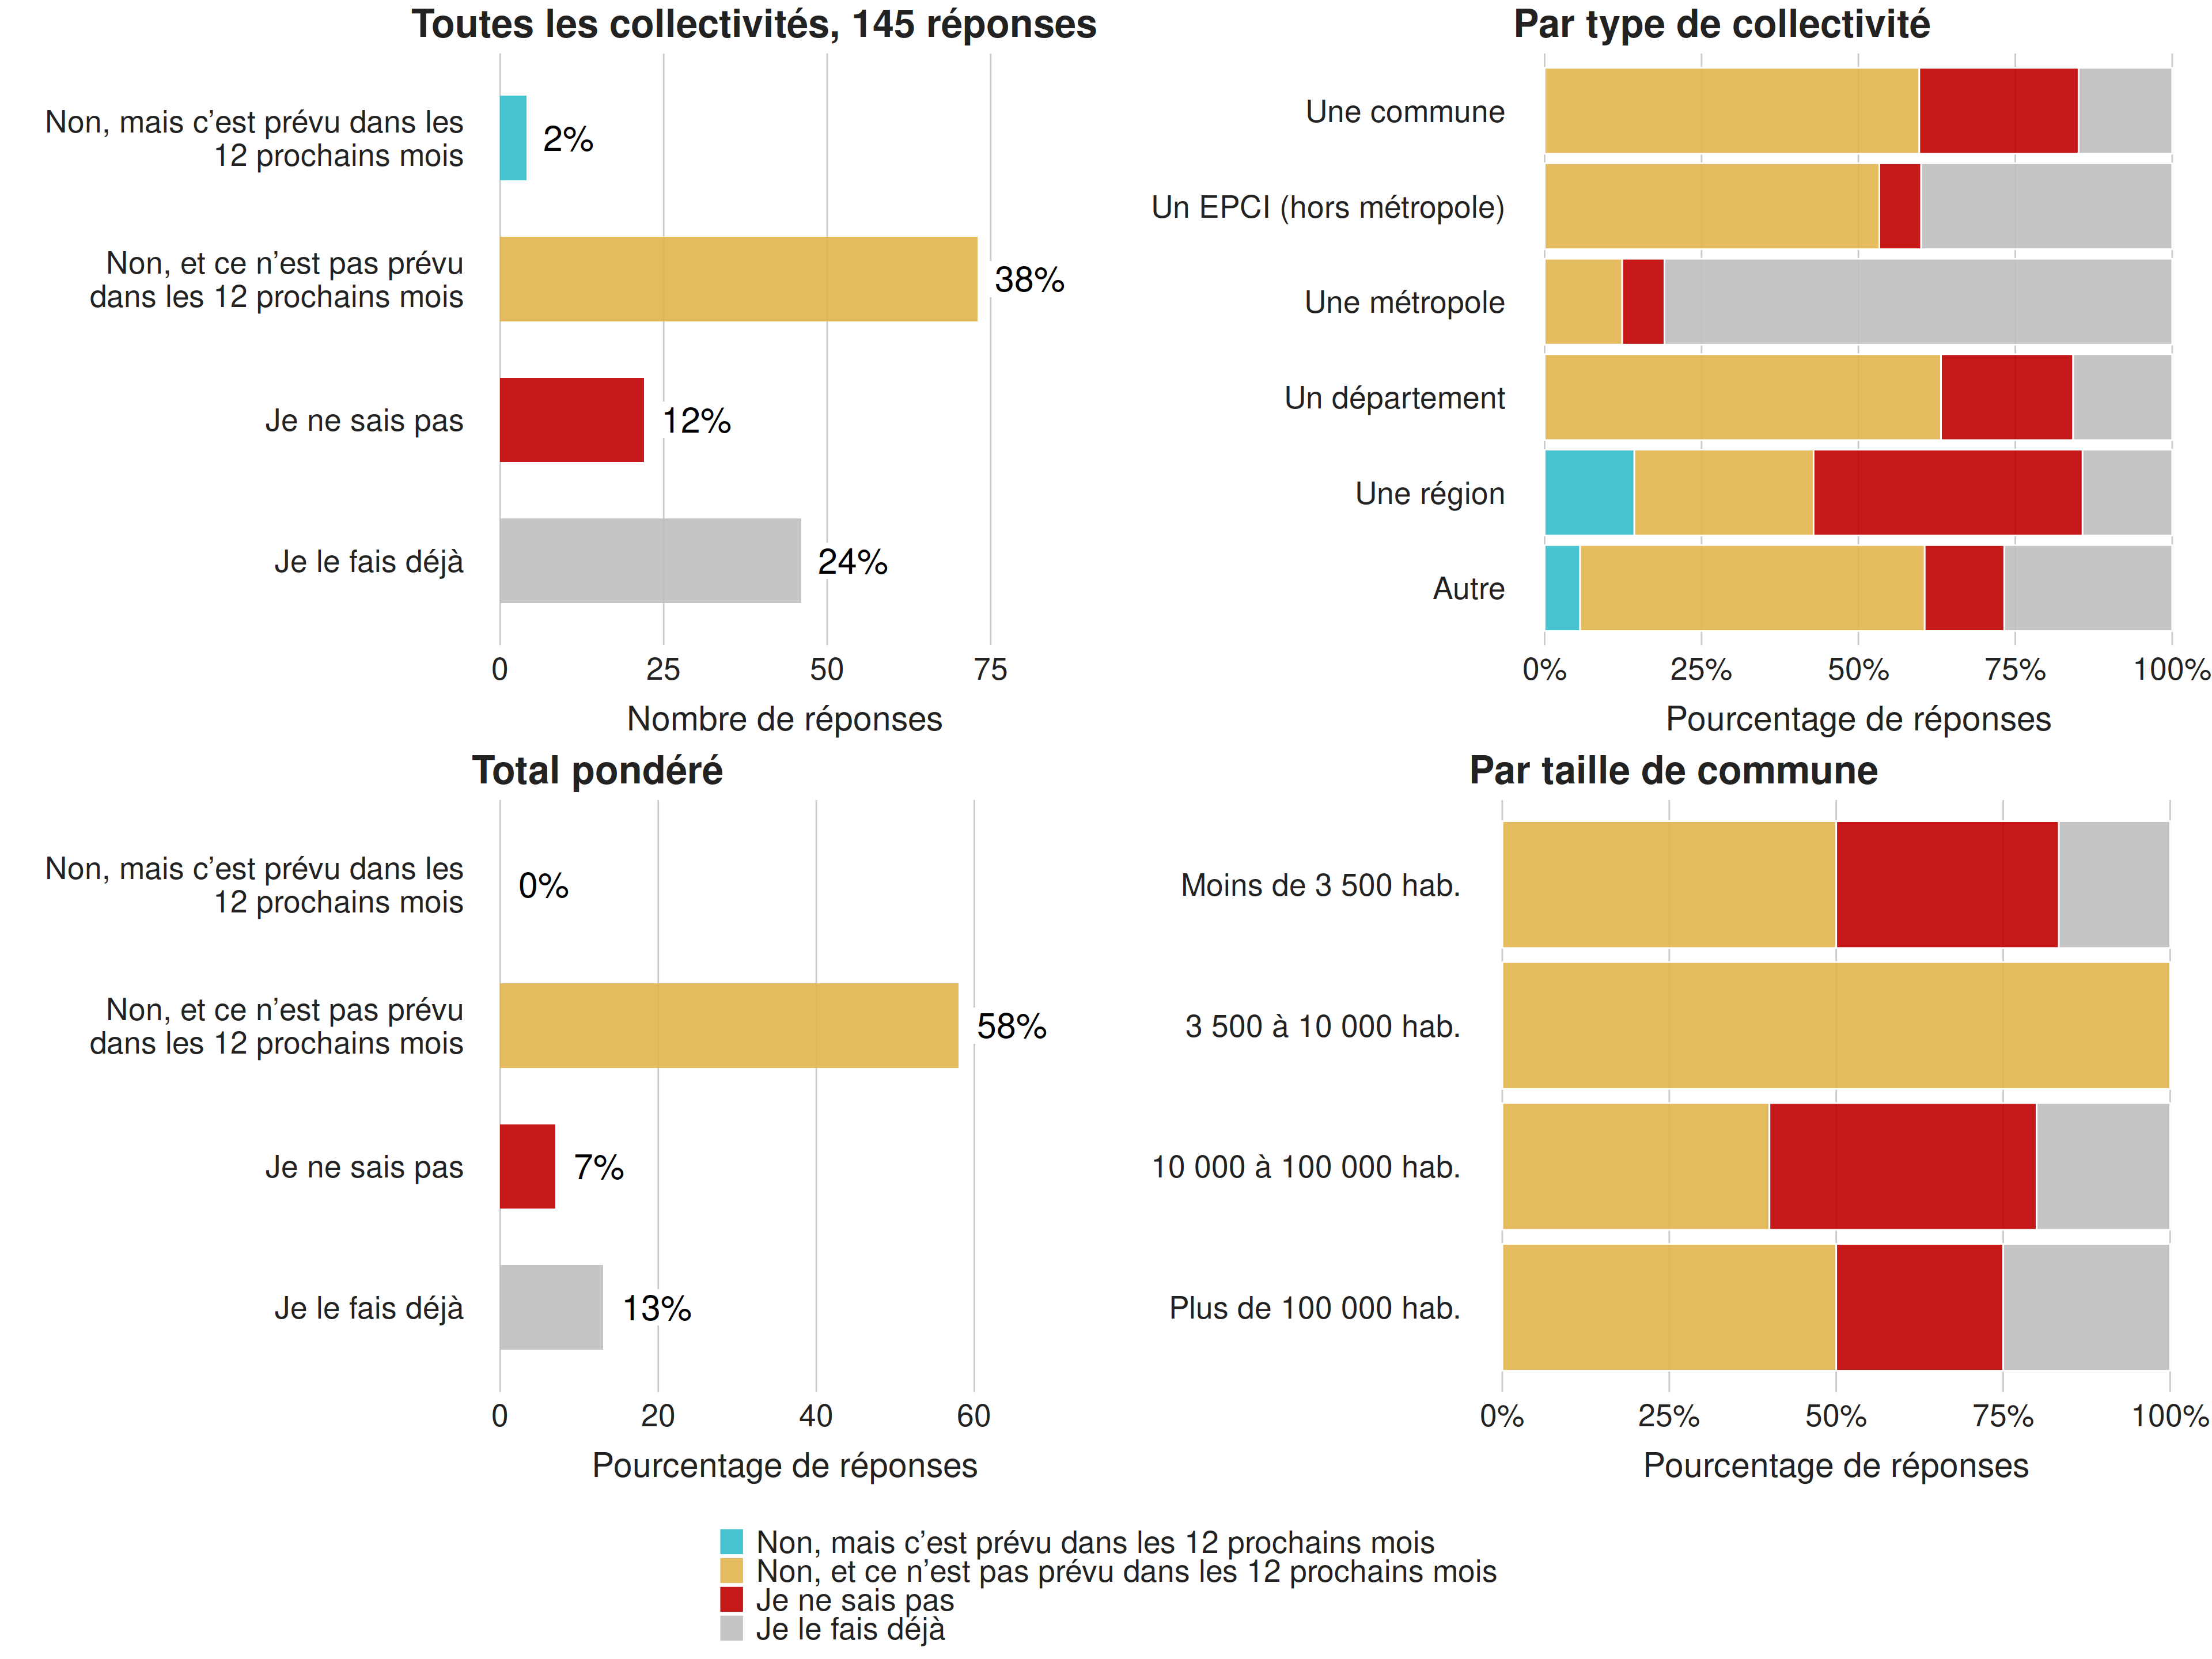 Toutes les collectivités, 145 réponses
Non, mais c’est prévu dans les
12 prochains mois
2%
Non, et ce n’est pas prévu
dans les 12 prochains mois
38%
Je ne sais pas
12%
Je le fais déjà
24%
0 25 50 75
Nombre de réponses
Par type de collectivité
Une commune
Un EPCI (hors métropole)
Une métropole
Un département
Une région
Autre
0% 25% 50% 75% 100%
Pourcentage de réponses
Total pondéré
Non, mais c’est prévu dans les
12 prochains mois
0%
Non, et ce n’est pas prévu
dans les 12 prochains mois
58%
Je ne sais pas
7%
Je le fais déjà
13%
0 20 40 60
Pourcentage de réponses
Par taille de commune
Moins de 3 500 hab.
3 500 à 10 000 hab.
10 000 à 100 000 hab.
Plus de 100 000 hab.
0% 25% 50% 75% 100%
Pourcentage de réponses
Non, mais c’est prévu dans les 12 prochains mois
Non, et ce n’est pas prévu dans les 12 prochains mois
Je ne sais pas
Je le fais déjà